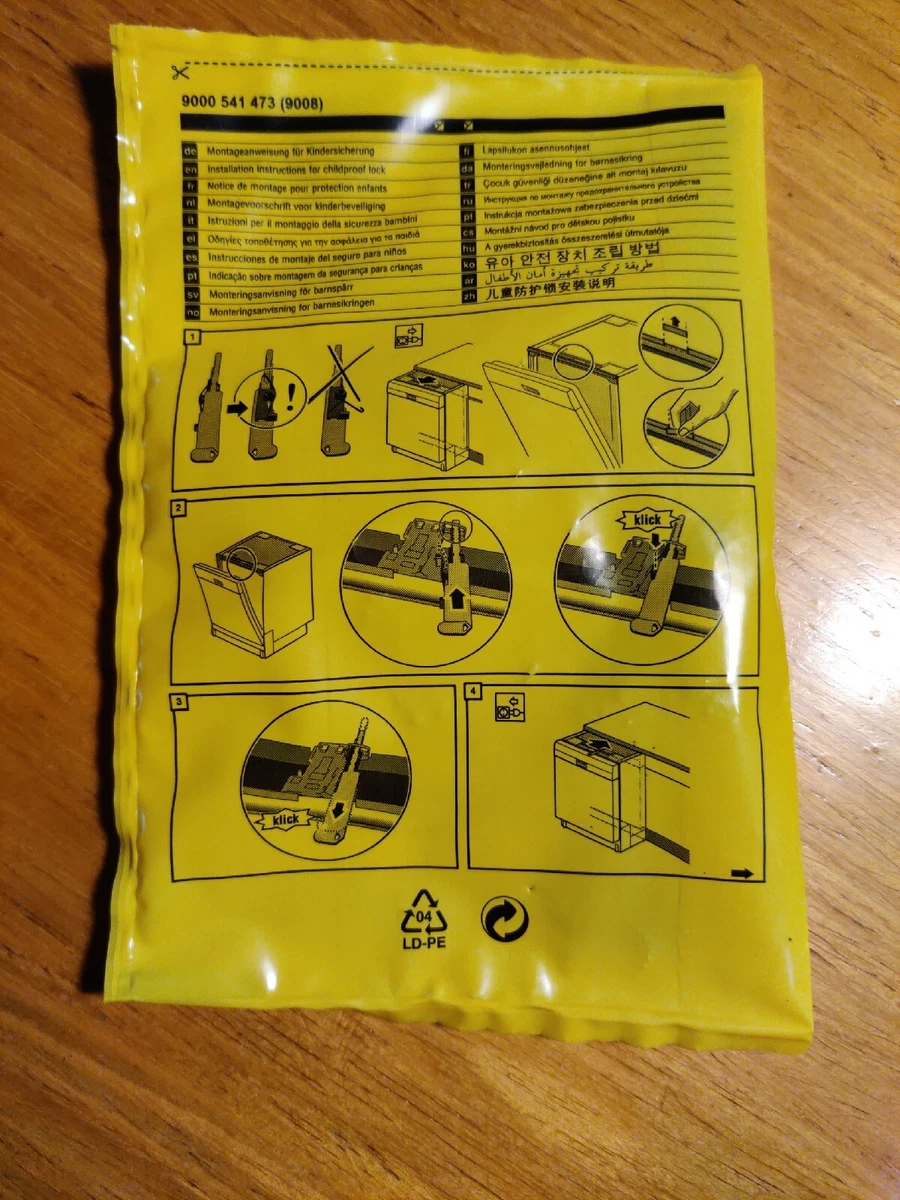 9000 541 473 (9008)
de Montageanweisung für Kindersicherung
en Installation instructions for childproof lock
fr Notice de montage pour protection enfants
nl Montagevoorschrift voor kinderbeveiliging
it Istruzioni per il montaggio della sicurezza bambini
el Οδηγίες τοποθέτησης για την ασφάλεια για τα παιδιά
es Instrucciones de montaje del seguro para niños
pt Indicação sobre montagem da segurança para crianças
sv Monteringsanvisning för barnspärr
no Monteringsanvisning for barnesikringen
fi Lapsilukon asennusohjeet
da Monteringsvejledning for børnesikring
tr Çocuk güvenliği düzeneğine ait montaj kılavuzu
ru Инструкция по монтажу предохранительного устройства
pl Instrukcja montażowa zabezpieczenia przed dziećmi
cs Montážní návod pro dětskou pojistku
hu A gyerekbiztosítás összeszerelési útmutatója
ko 유아 안전 장치 조립 방법
ar طريقة تركيب تجهيزة أمان الأطفال
zh 儿童防护锁安装说明
1
!
2
klick
klick
3
klick
4
04
LD-PE